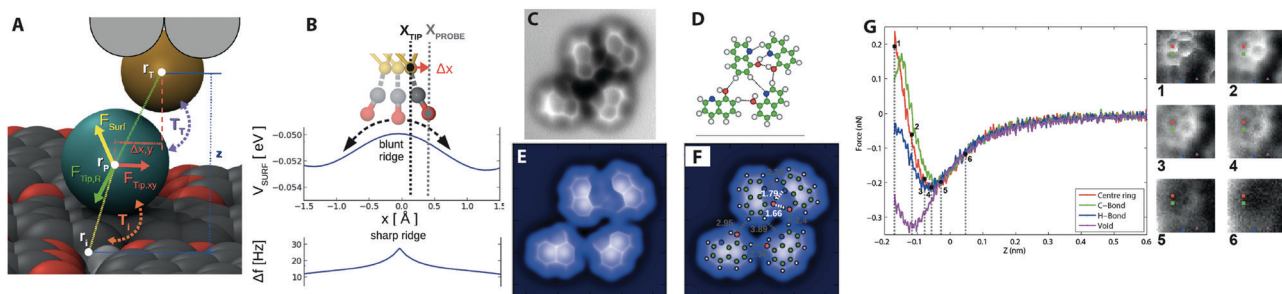 A
r_T
F_Surf
T_T
Δx,y
z
r_P
F_Tip,R
F_Tip,xy
T_i
r_i
B
X_TIP
X_PROBE
Δx
-0.050
-0.052
-0.054
V_SURF [ eV ]
blunt
ridge
-1.5 -1.0 -0.5 0.0 0.5 1.0 1.5
x [ Å ]
sharp ridge
30
20
10
Δf [Hz]
C
D
E
F
1.79
1.66
2.95
3.89
G
0.2
0.1
0
-0.1
-0.2
-0.3
Force (nN)
1
2
3
4
5
6
Centre ring
C-Bond
H-Bond
Void
-0.2 -0.1 0 0.1 0.2 0.3 0.4 0.5 0.6
Z (nm)
1 2
3 4
5 6